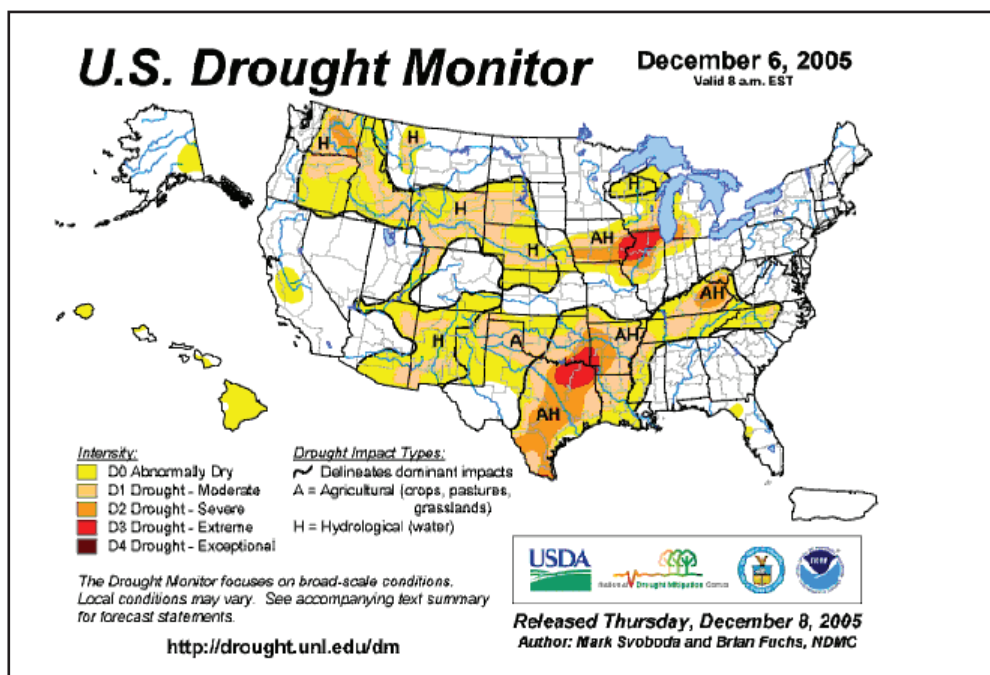 U.S. Drought Monitor
December 6, 2005
Valid 8 a.m. EST
H
H
H
H
H
AH
AH
H
A
AH
AH
Intensity:
D0 Abnormally Dry
D1 Drought - Moderate
D2 Drought - Severe
D3 Drought - Extreme
D4 Drought - Exceptional
Drought Impact Types:
Delineates dominant impacts
A = Agricultural (crops, pastures,
grasslands)
H = Hydrological (water)
The Drought Monitor focuses on broad-scale conditions.
Local conditions may vary. See accompanying text summary
for forecast statements.
http://drought.unl.edu/dm
USDA
National Drought Mitigation Center
Released Thursday, December 8, 2005
Author: Mark Svoboda and Brian Fuchs, NDMC